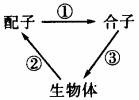 配子 ① 合子
② ③
生物体